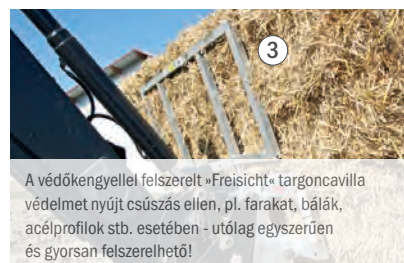 3
A védőkengyellel felszerelt »Freisicht« targoncavilla
védelmet nyújt csúszás ellen, pl. farakat, bálák,
acélprofilok stb. esetében - utólag egyszerűen
és gyorsan felszerelhető!